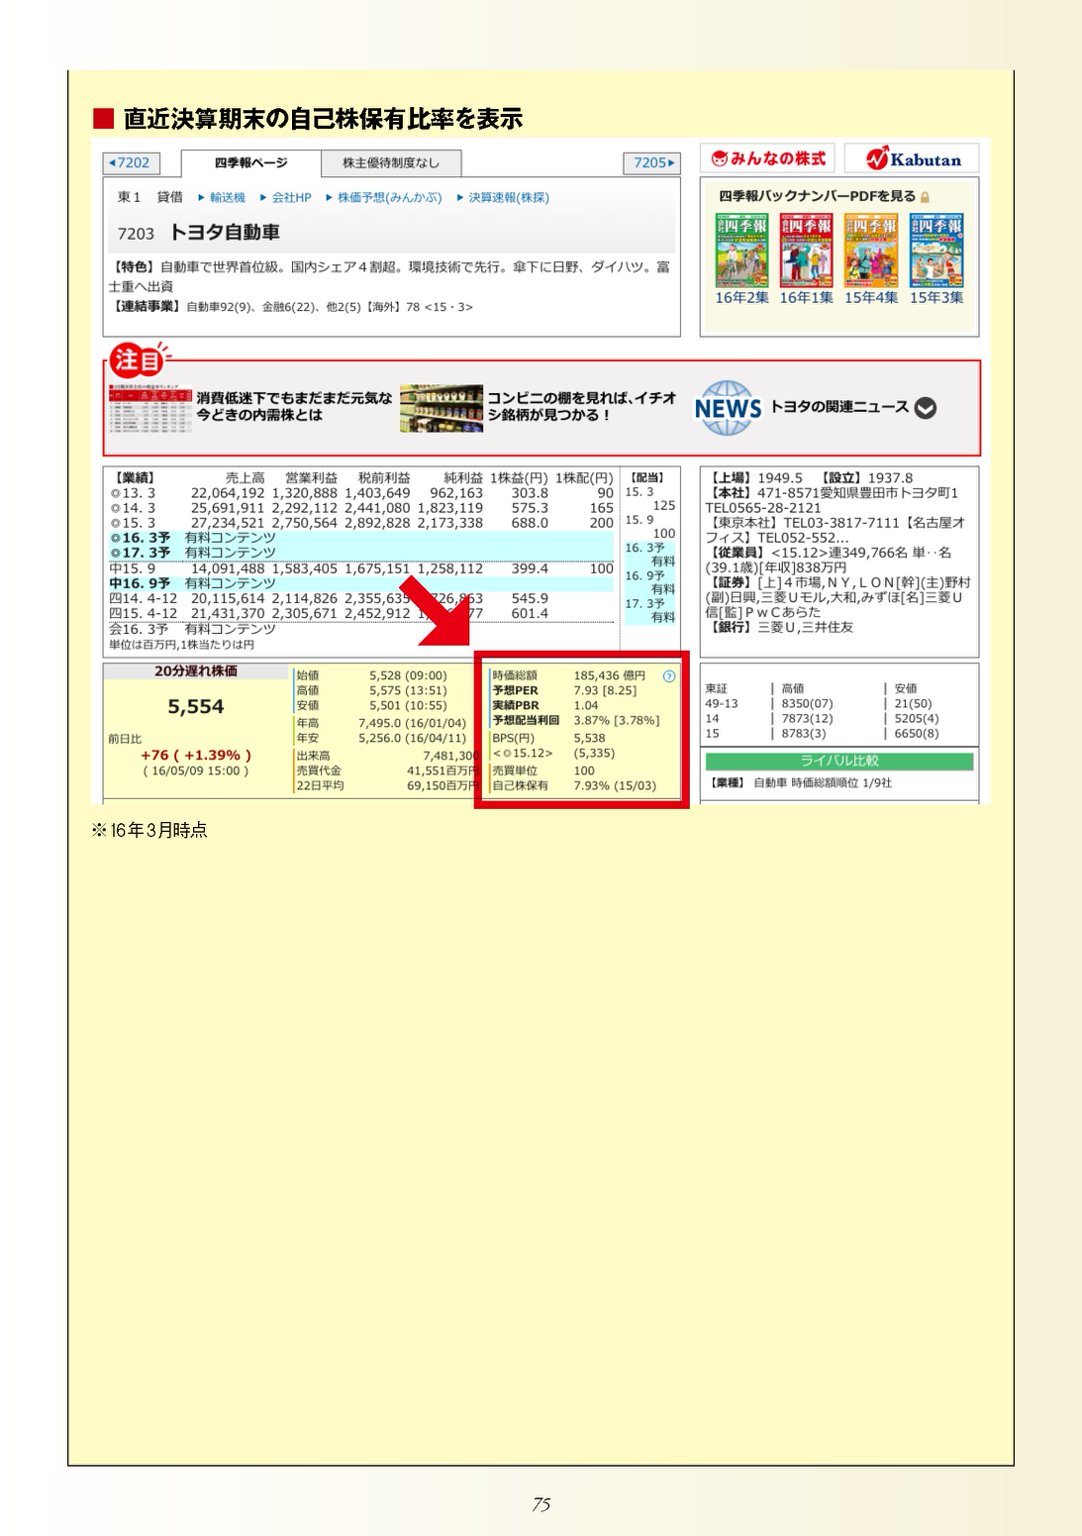 ■ 直近決算期末の自己株保有比率を表示
◀7202 四季報ページ 株主優待制度なし 7205▶
みんなの株式 Kabutan
東1 貸借 ▶輸送機 ▶会社HP ▶株価予想(みんかぶ) ▶決算速報(株探)
7203 トヨタ自動車
【特色】自動車で世界首位級。国内シェア４割超。環境技術で先行。傘下に日野、ダイハツ。富
士重へ出資
【連結事業】自動車92(9)、金融6(22)、他2(5)【海外】78 <15・3>
四季報バックナンバーPDFを見る
会社四季報 会社四季報 会社四季報 会社四季報
16年2集 16年1集 15年4集 15年3集
注目
消費低迷下でもまだまだ元気な
今どきの内需株とは
コンビニの棚を見れば、イチオ
シ銘柄が見つかる！
NEWS トヨタの関連ニュース
【業績】 売上高 営業利益 税前利益 純利益 1株益(円) 1株配(円)
◎13. 3 22,064,192 1,320,888 1,403,649 962,163 303.8 90
◎14. 3 25,691,911 2,292,112 2,441,080 1,823,119 575.3 165
◎15. 3 27,234,521 2,750,564 2,892,828 2,173,338 688.0 200
◎16. 3予 有料コンテンツ
◎17. 3予 有料コンテンツ
中15. 9 14,091,488 1,583,405 1,675,151 1,258,112 399.4 100
中16. 9予 有料コンテンツ
四14. 4-12 20,115,614 2,114,826 2,355,635 545.9
四15. 4-12 21,431,370 2,305,671 2,452,912 601.4
会16. 3予 有料コンテンツ
単位は百万円,1株当たりは円
【配当】
15. 3
125
15. 9
100
16. 3予
有料
16. 9予
有料
17. 3予
有料
【上場】1949.5 【設立】1937.8
【本社】471-8571愛知県豊田市トヨタ町1
TEL0565-28-2121
【東京本社】TEL03-3817-7111【名古屋オ
フィス】TEL052-552...
【従業員】<15.12>連349,766名 単‥名
(39.1歳)[年収]838万円
【証券】[上]４市場,ＮＹ,ＬＯＮ[幹](主)野村
(副)日興,三菱Ｕモル,大和,みずほ[名]三菱Ｕ
信[監]ＰｗＣあらた
【銀行】三菱Ｕ,三井住友
20分遅れ株価
5,554
前日比
+76 ( +1.39% )
( 16/05/09 15:00 )
始値 5,528 (09:00)
高値 5,575 (13:51)
安値 5,501 (10:55)
年高 7,495.0 (16/01/04)
年安 5,256.0 (16/04/11)
出来高 7,481,300
売買代金 41,551百万円
22日平均 69,150百万円
時価総額 185,436 億円 ?
予想PER 7.93 [8.25]
実績PBR 1.04
予想配当利回 3.87% [3.78%]
BPS(円) 5,538
<◎15.12> (5,335)
売買単位 100
自己株保有 7.93% (15/03)
東証 | 高値 | 安値
49-13 | 8350(07) | 21(50)
14 | 7873(12) | 5205(4)
15 | 8783(3) | 6650(8)
ライバル比較
【業種】 自動車 時価総額順位 1/9社
※16年3月時点
75